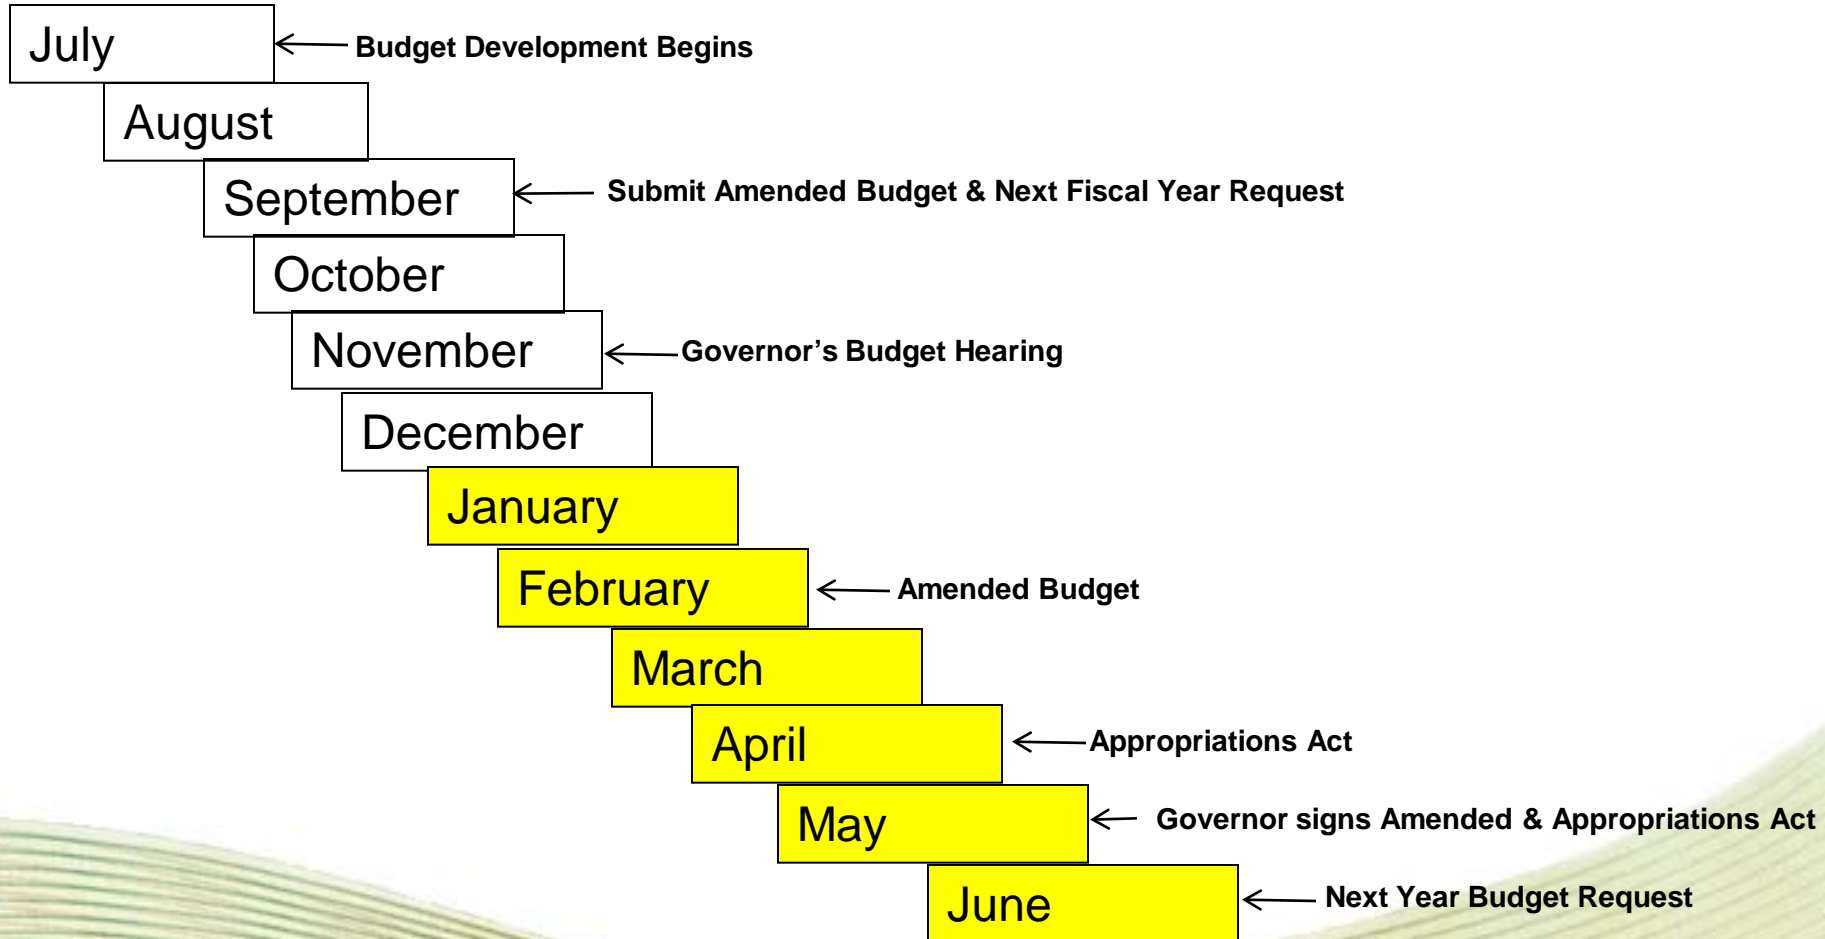 July
Budget Development Begins
August
September
Submit Amended Budget & Next Fiscal Year Request
October
November
Governor’s Budget Hearing
December
January
February
Amended Budget
March
April
Appropriations Act
May
Governor signs Amended & Appropriations Act
June
Next Year Budget Request